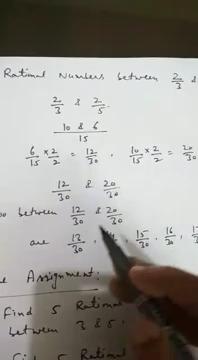 Rational Numbers between 2/3 &
2/3 & 2/5
10 & 6 / 15
6/15 × 2/2 = 12/30 , 10/15 × 2/2 = 20/30
12/30 & 20/30
between 12/30 & 20/30
are 13/30 , 15/30 , 16/30 ,
Assignment:
Find 5 Rational
between 3 & 5